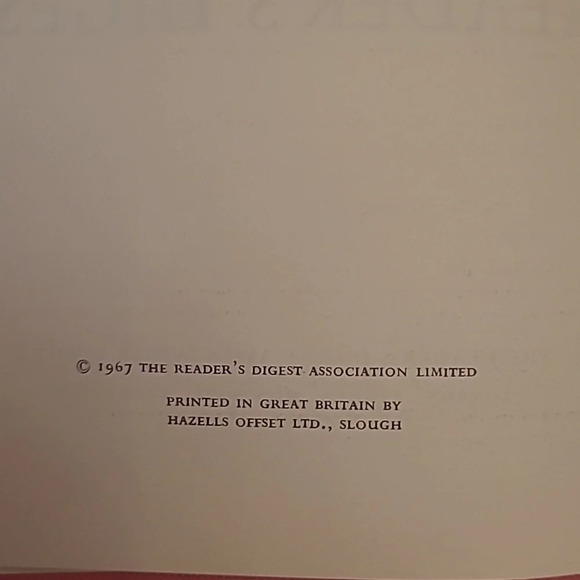 © 1967 THE READER'S DIGEST ASSOCIATION LIMITED
PRINTED IN GREAT BRITAIN BY
HAZELLS OFFSET LTD., SLOUGH